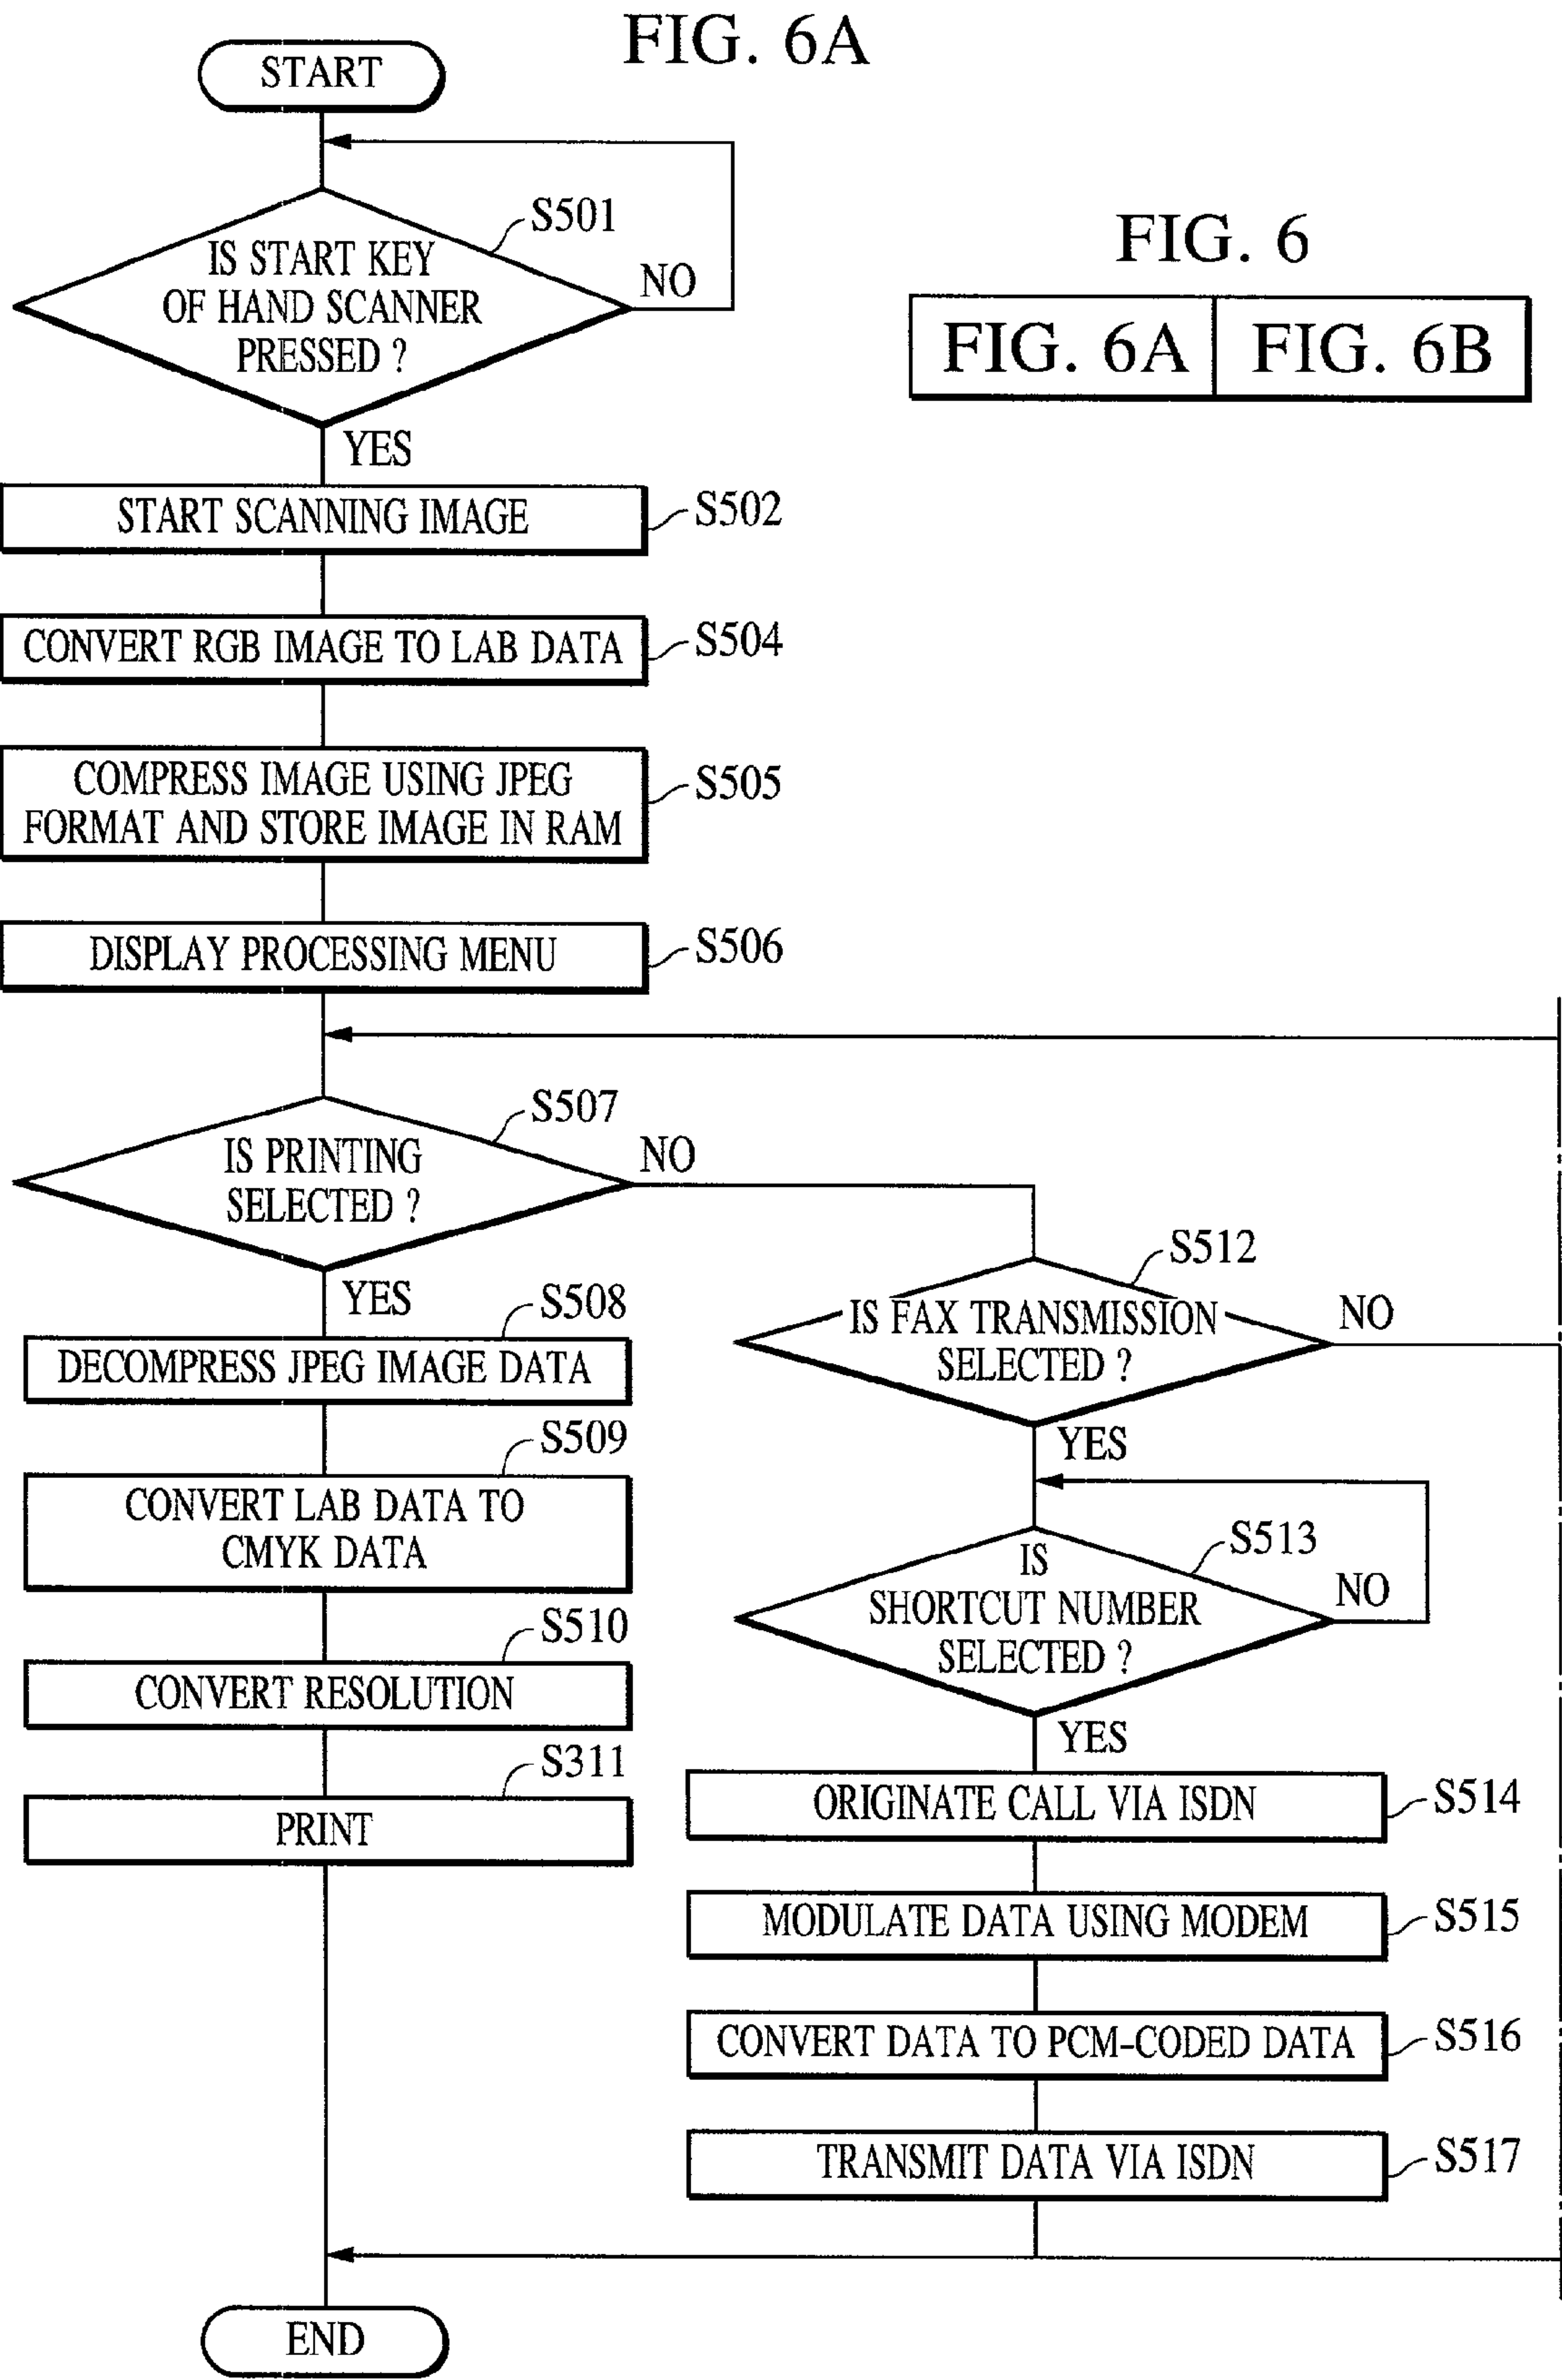 FIG. 6A
START
S501
IS START KEY
OF HAND SCANNER
PRESSED ?
NO
YES
FIG. 6
FIG. 6A
FIG. 6B
START SCANNING IMAGE
S502
CONVERT RGB IMAGE TO LAB DATA
S504
COMPRESS IMAGE USING JPEG
FORMAT AND STORE IMAGE IN RAM
S505
DISPLAY PROCESSING MENU
S506
S507
IS PRINTING
SELECTED ?
NO
YES
S508
DECOMPRESS JPEG IMAGE DATA
S509
CONVERT LAB DATA TO
CMYK DATA
S510
CONVERT RESOLUTION
S311
PRINT
S512
IS FAX TRANSMISSION
SELECTED ?
NO
YES
S513
IS
SHORTCUT NUMBER
SELECTED ?
NO
YES
ORIGINATE CALL VIA ISDN
S514
MODULATE DATA USING MODEM
S515
CONVERT DATA TO PCM-CODED DATA
S516
TRANSMIT DATA VIA ISDN
S517
END